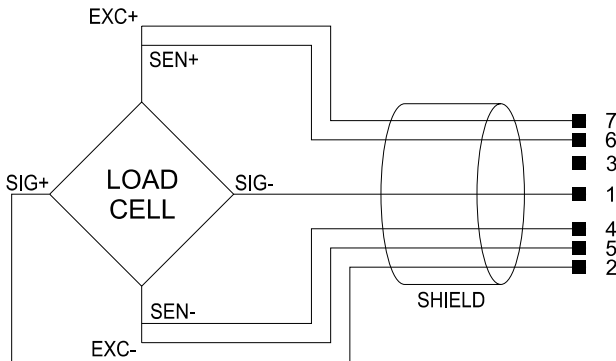 EXC+
SEN+
7
6
3
SIG+
LOAD
CELL
SIG-
1
4
5
2
SEN-
SHIELD
EXC-